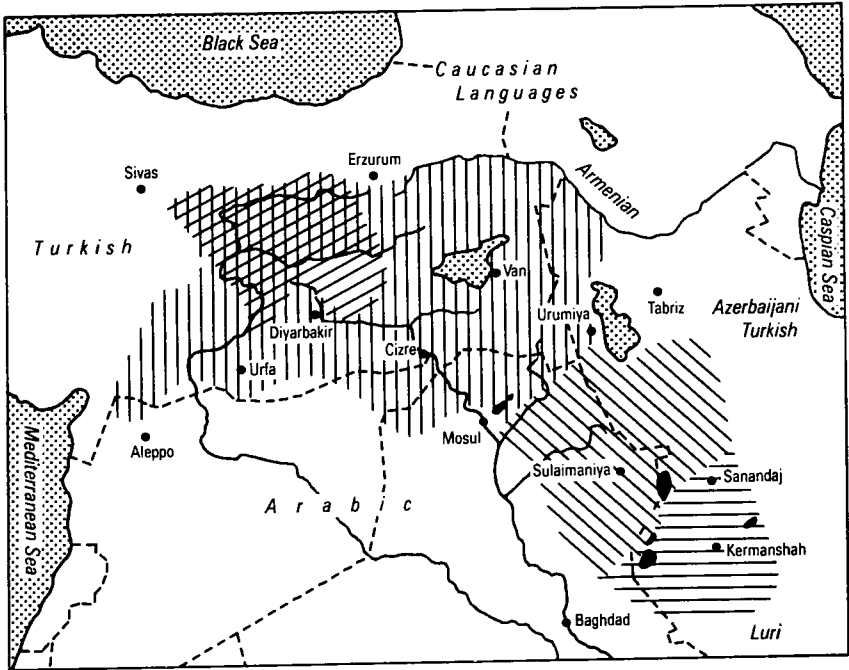 Black Sea
Caucasian
Languages
Erzurum
Sivas
Armenian
Caspian Sea
Turkish
Van
Tabriz
Urumiya
Azerbaijani
Turkish
Diyarbakir
Cizre
Urfa
Mosul
Aleppo
Mediterranean Sea
Sulaimaniya
Sanandaj
Arabic
Kermanshah
Baghdad
Luri